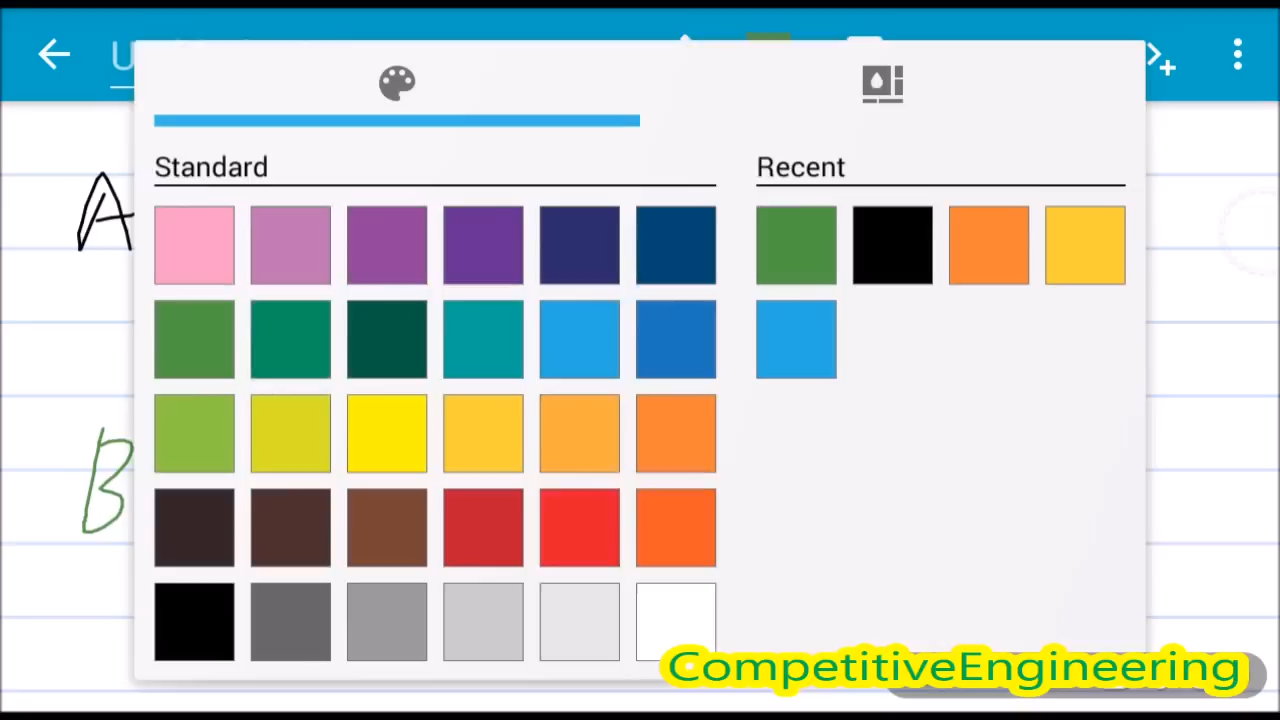 U
Standard
Recent
A
B
CompetitiveEngineering